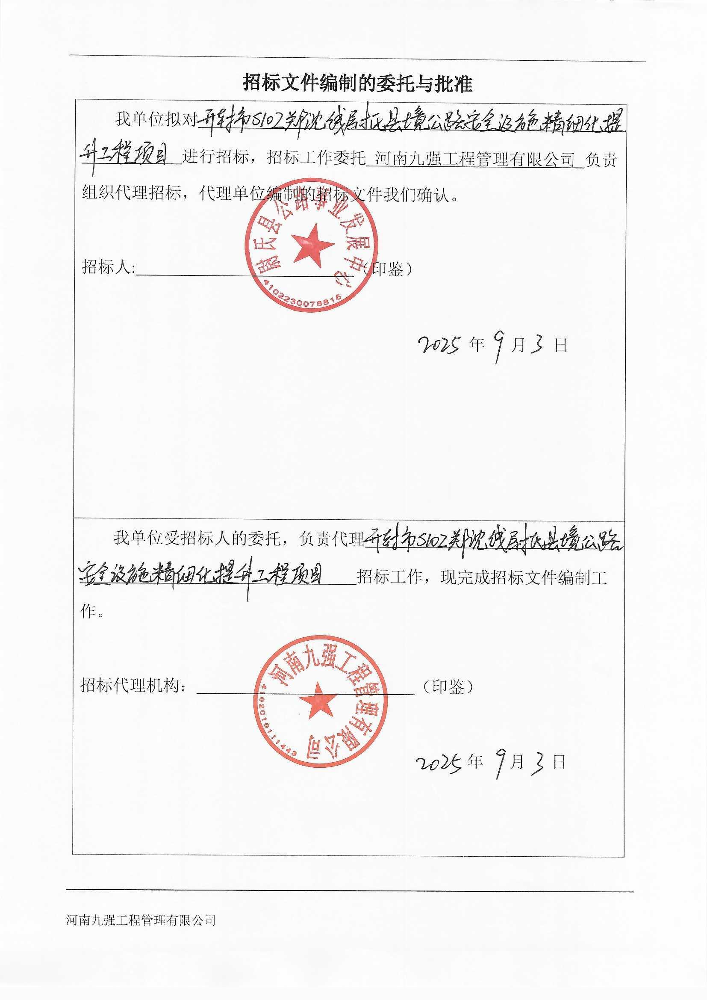 招标文件编制的委托与批准
我单位拟对开封市S102郑沈线尉氏县境公路安全设施精细化提
升工程项目 进行招标，招标工作委托 河南九强工程管理有限公司 负责
组织代理招标，代理单位编制的招标文件我们确认。
尉氏县公路事业发展中心
招标人: （印鉴）
4102230078815
2025 年 9 月 3 日
我单位受招标人的委托，负责代理开封市S102郑沈线尉氏县境公路
安全设施精细化提升工程项目 招标工作，现完成招标文件编制工
作。
河南九强工程管理有限公司
招标代理机构： （印鉴）
4102010111443
2025 年 9 月 3 日
河南九强工程管理有限公司